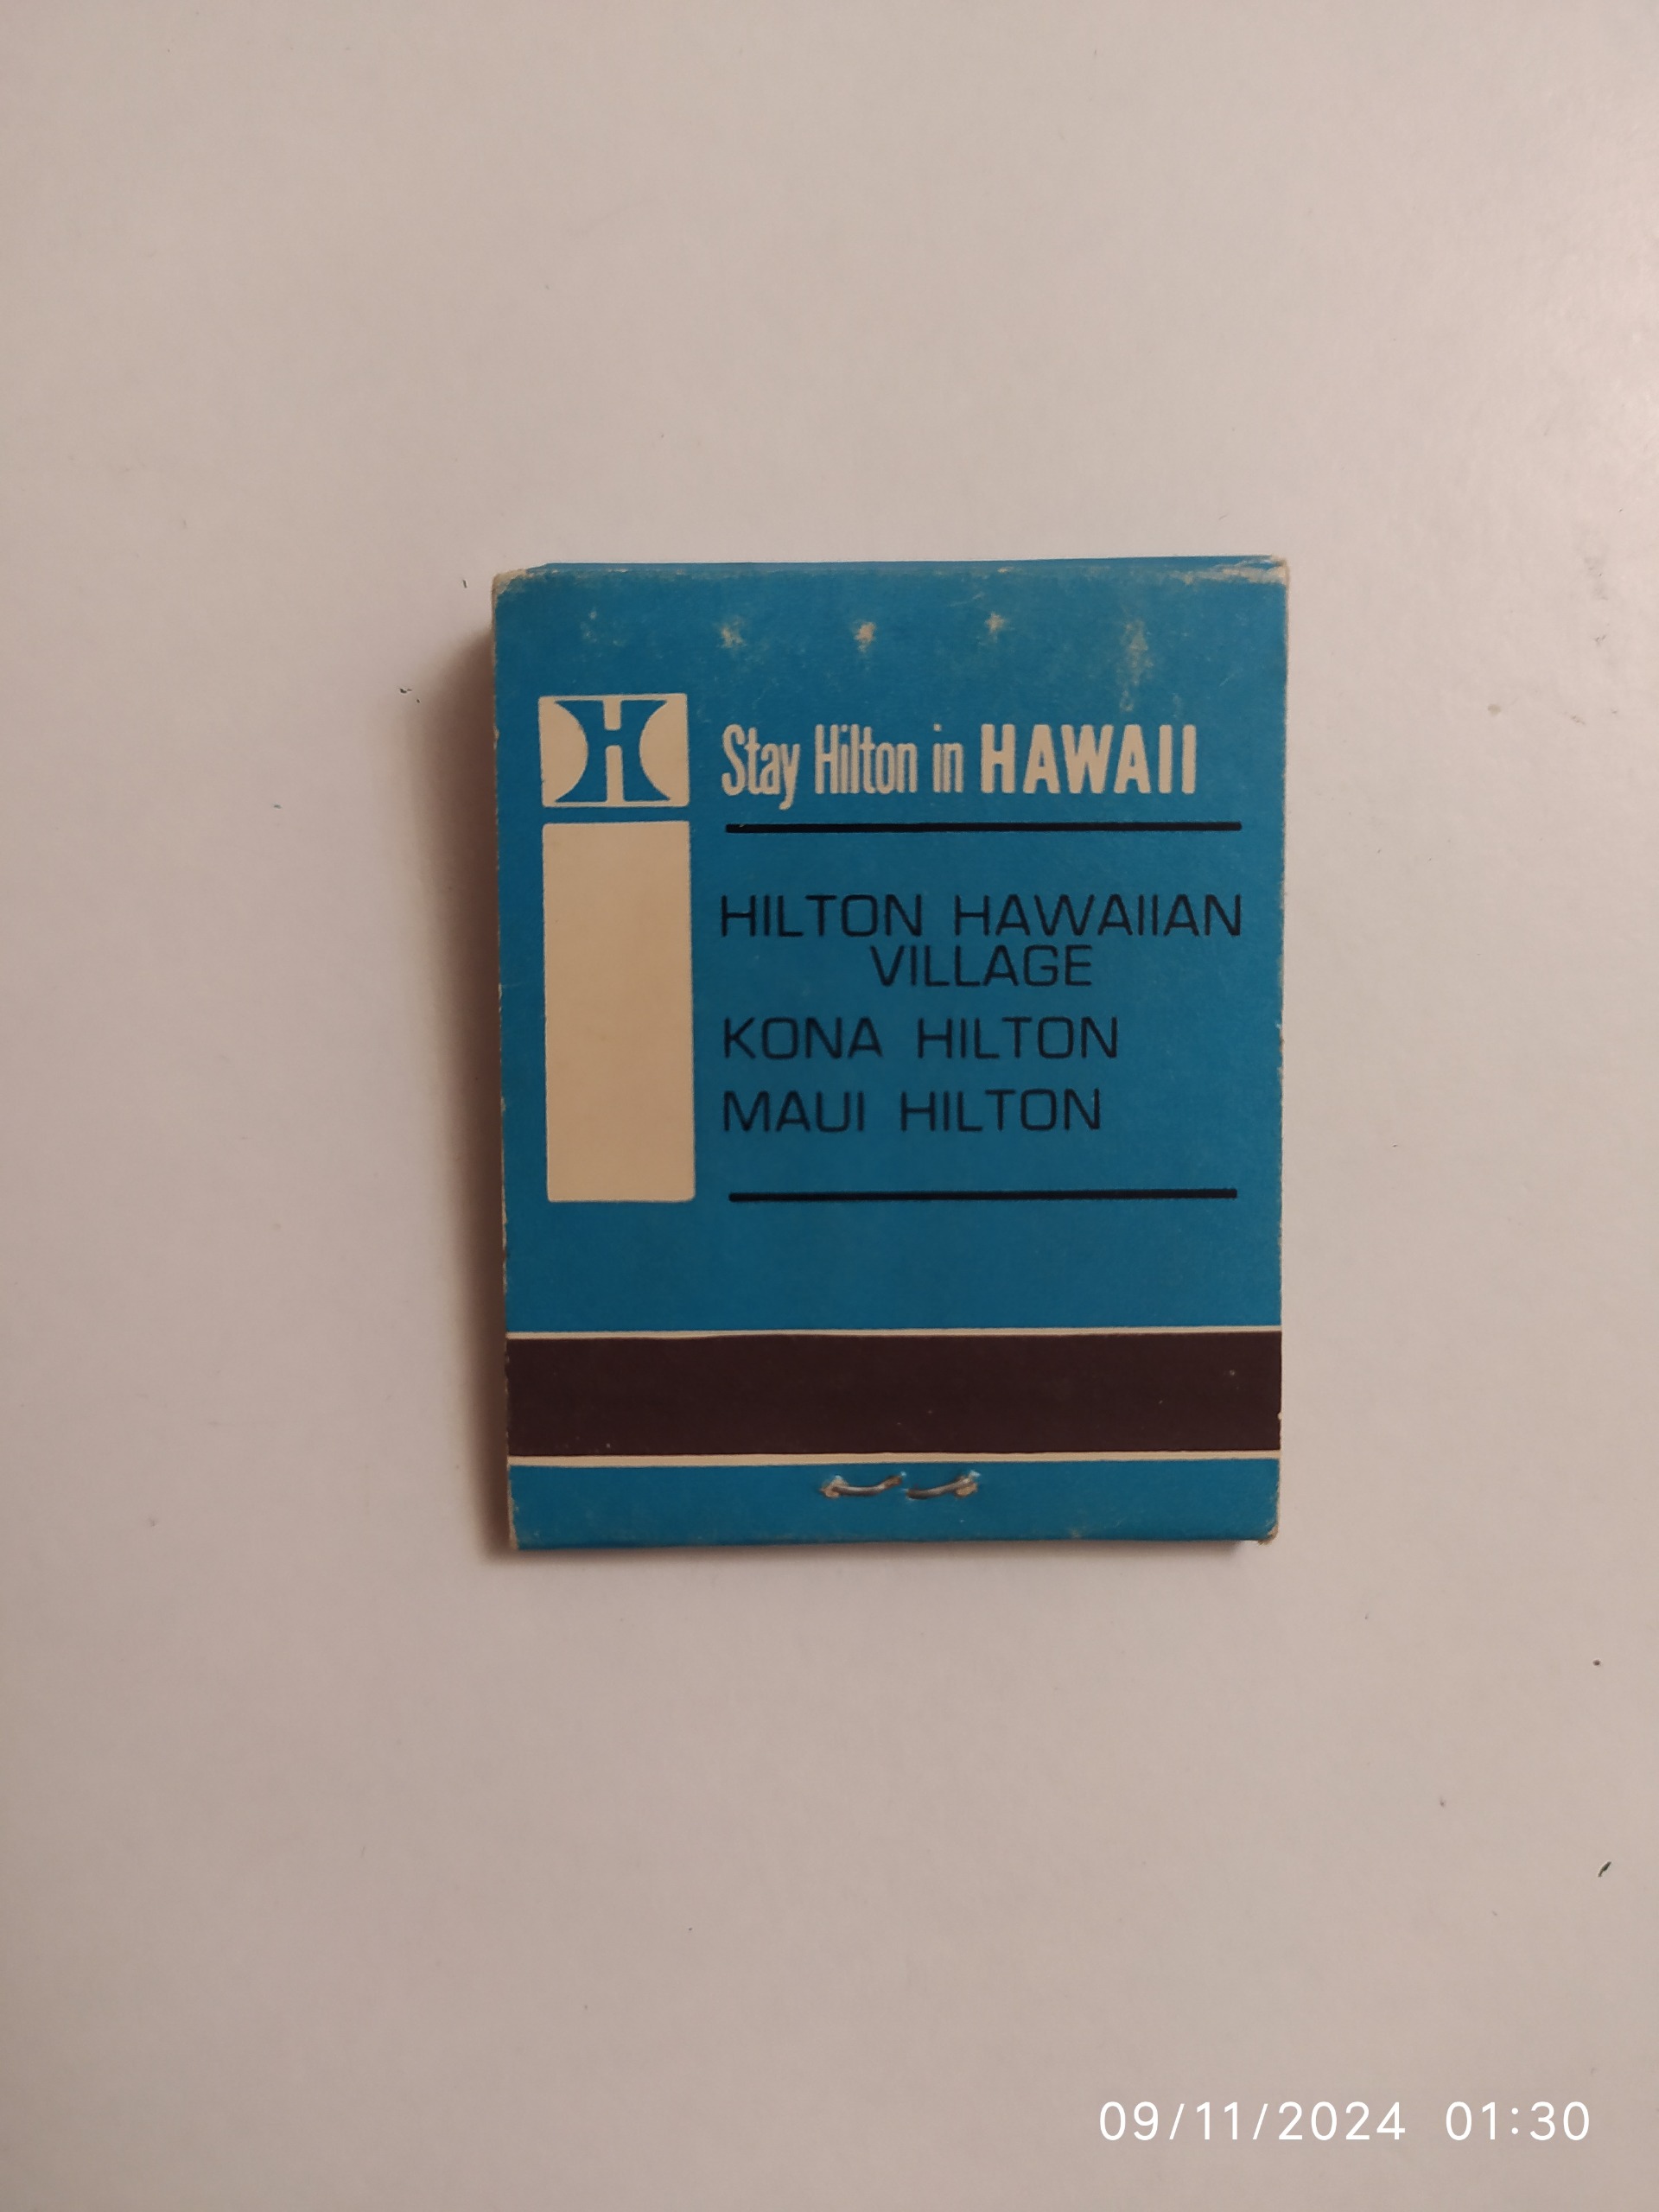 H
Stay Hilton in HAWAII
HILTON HAWAIIAN
VILLAGE
KONA HILTON
MAUI HILTON
09/11/2024 01:30